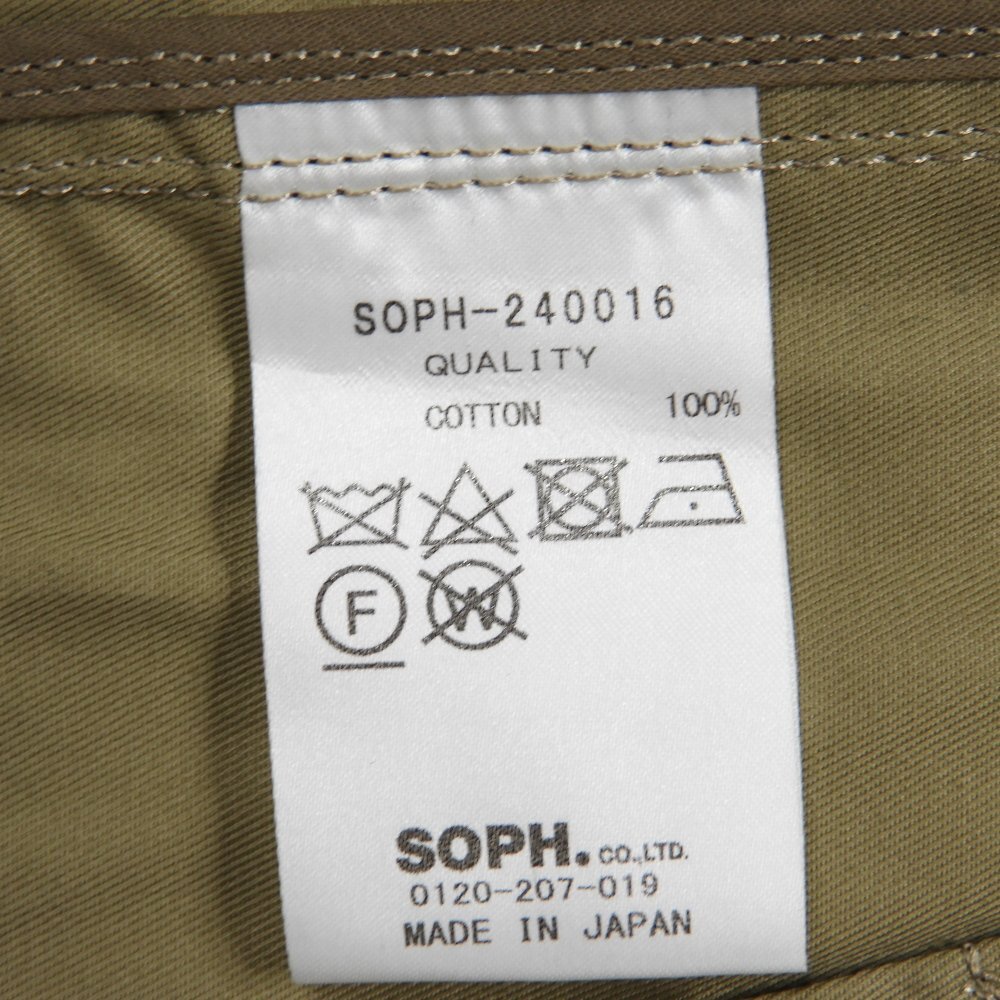 SOPH-240016
QUALITY
COTTON 100%
F W
SOPH. CO.,LTD.
0120-207-019
MADE IN JAPAN